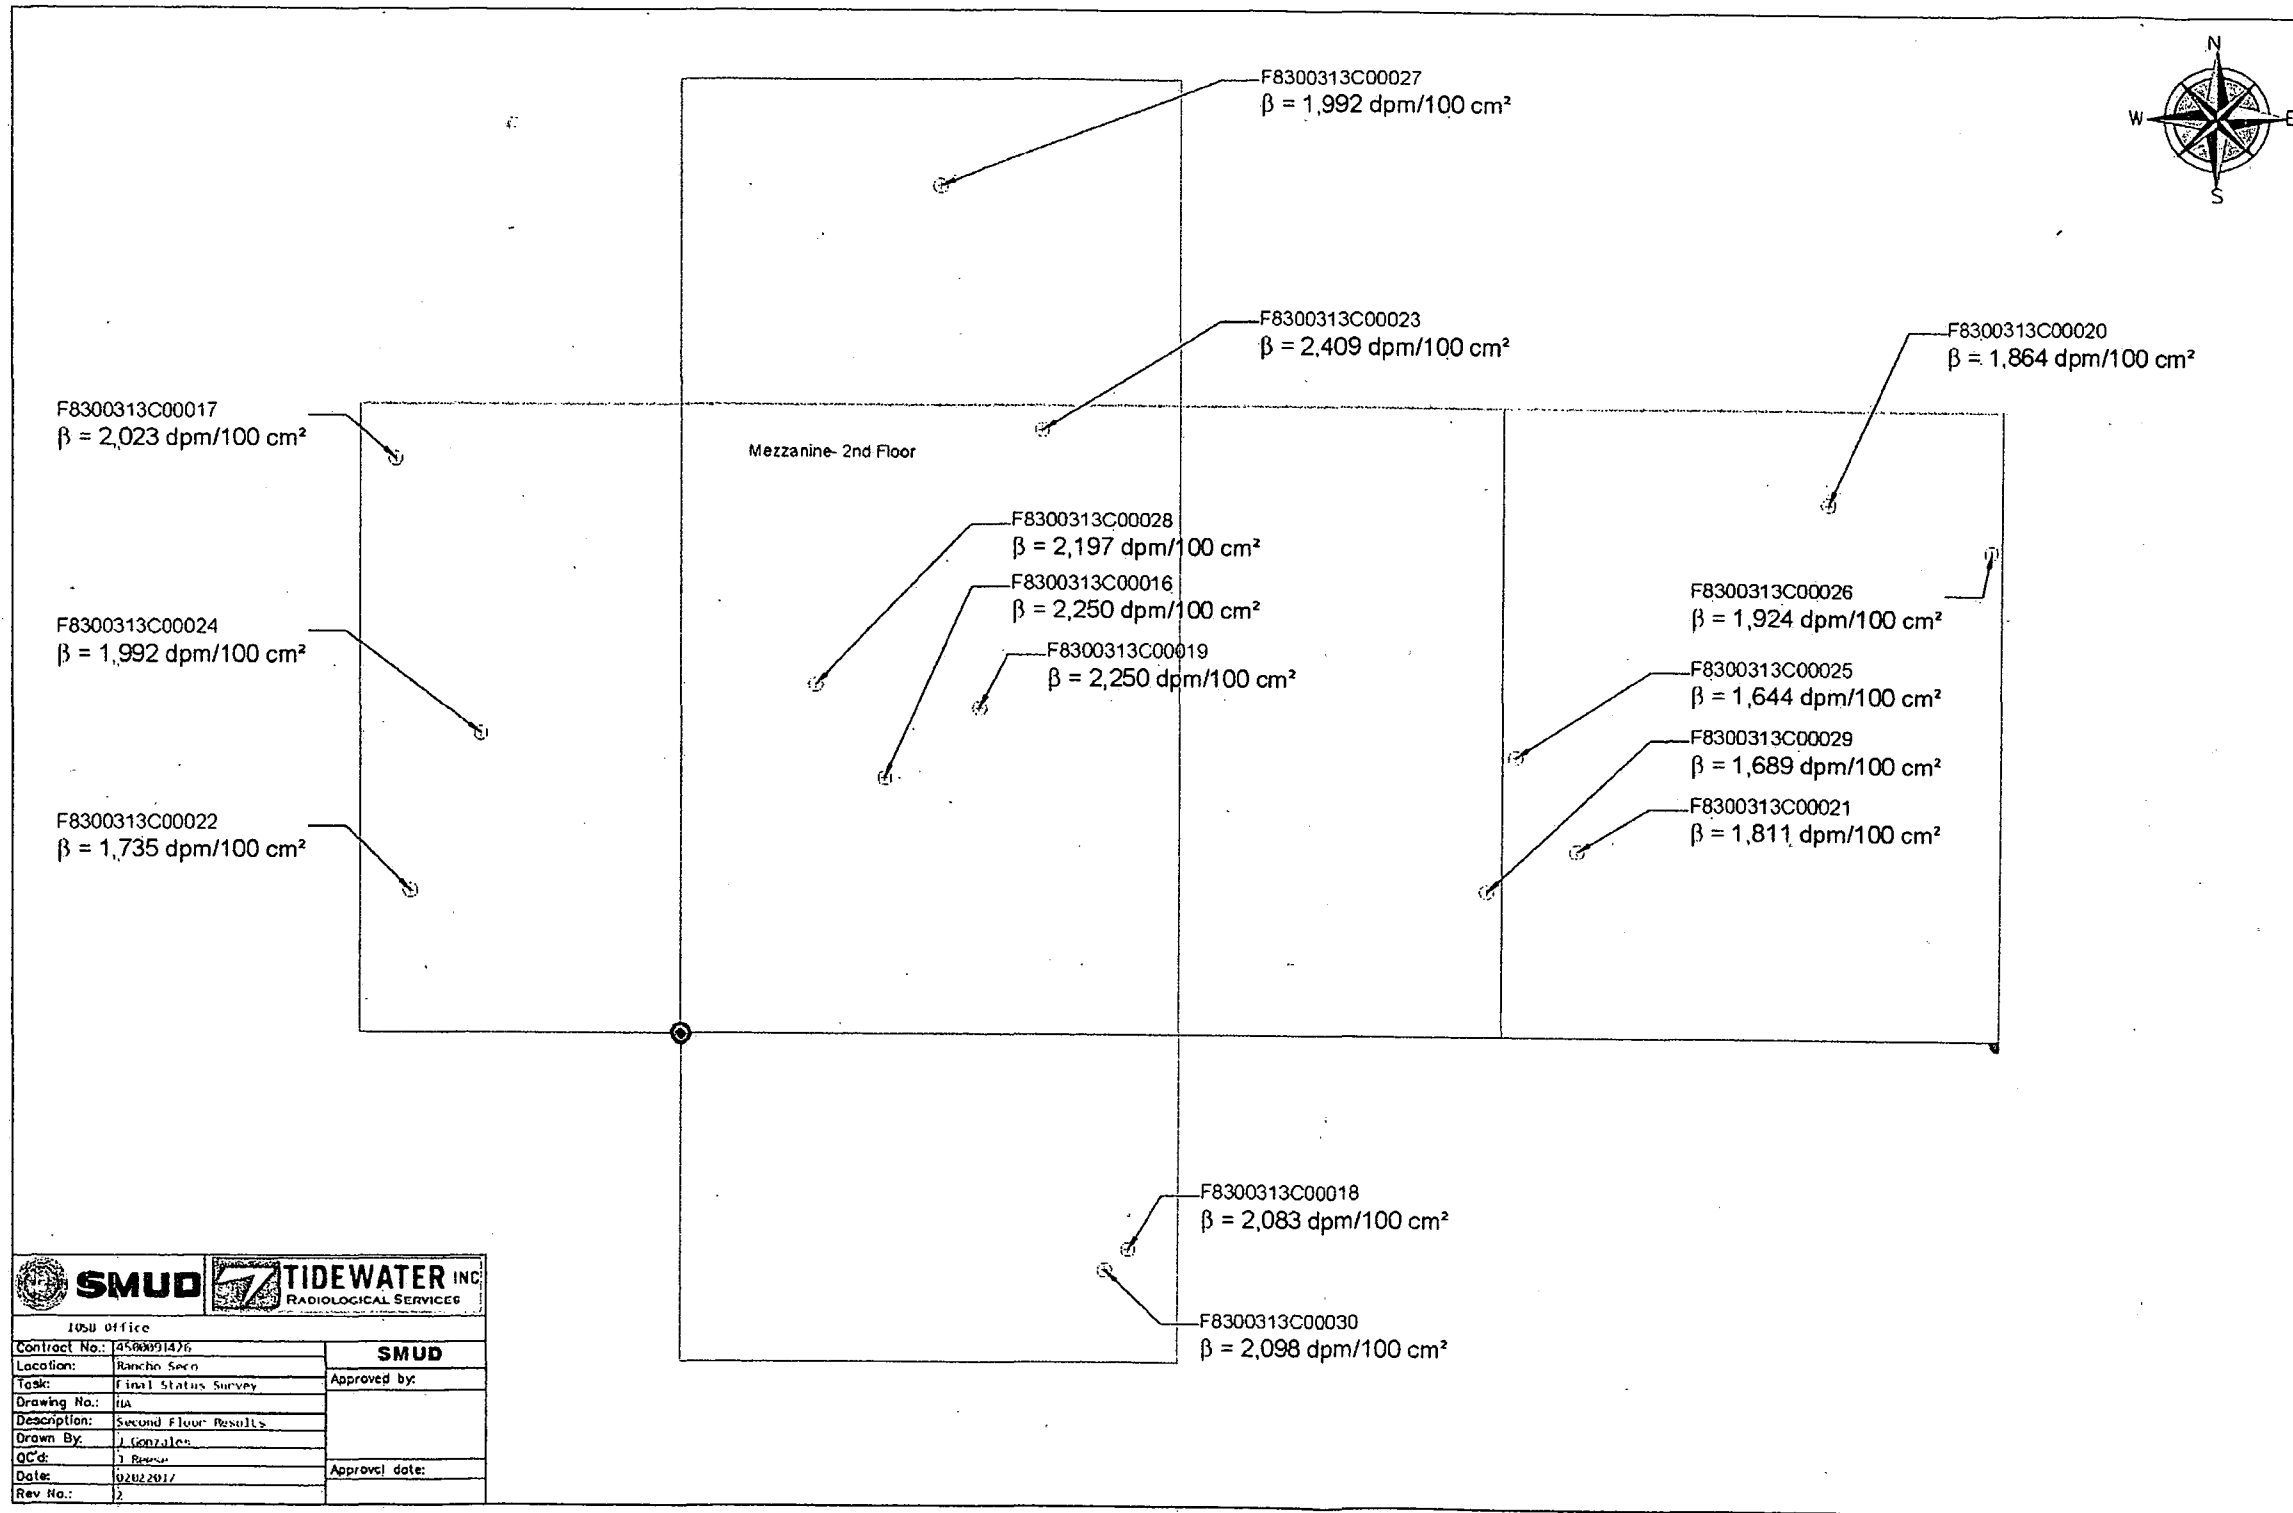 N
W
E
S
F8300313C00027
β = 1,992 dpm/100 cm²
F8300313C00023
β = 2,409 dpm/100 cm²
F8300313C00020
β = 1,864 dpm/100 cm²
F8300313C00017
β = 2,023 dpm/100 cm²
Mezzanine- 2nd Floor
F8300313C00028
β = 2,197 dpm/100 cm²
F8300313C00016
β = 2,250 dpm/100 cm²
F8300313C00019
β = 2,250 dpm/100 cm²
F8300313C00026
β = 1,924 dpm/100 cm²
F8300313C00024
β = 1,992 dpm/100 cm²
F8300313C00025
β = 1,644 dpm/100 cm²
F8300313C00029
β = 1,689 dpm/100 cm²
F8300313C00021
β = 1,811 dpm/100 cm²
F8300313C00022
β = 1,735 dpm/100 cm²
F8300313C00018
β = 2,083 dpm/100 cm²
F8300313C00030
β = 2,098 dpm/100 cm²
SMUD
TIDEWATER INC
RADIOLOGICAL SERVICES
Office
Contract No.: 4500091426
SMUD
Location: Rancho Seco
Task: Final Status Survey
Approved by:
Drawing No.: NA
Description: Second Floor Results
Drawn By: J Gonzales
QC'd: J Reese
Date: 02022017
Approval date:
Rev No.: 2